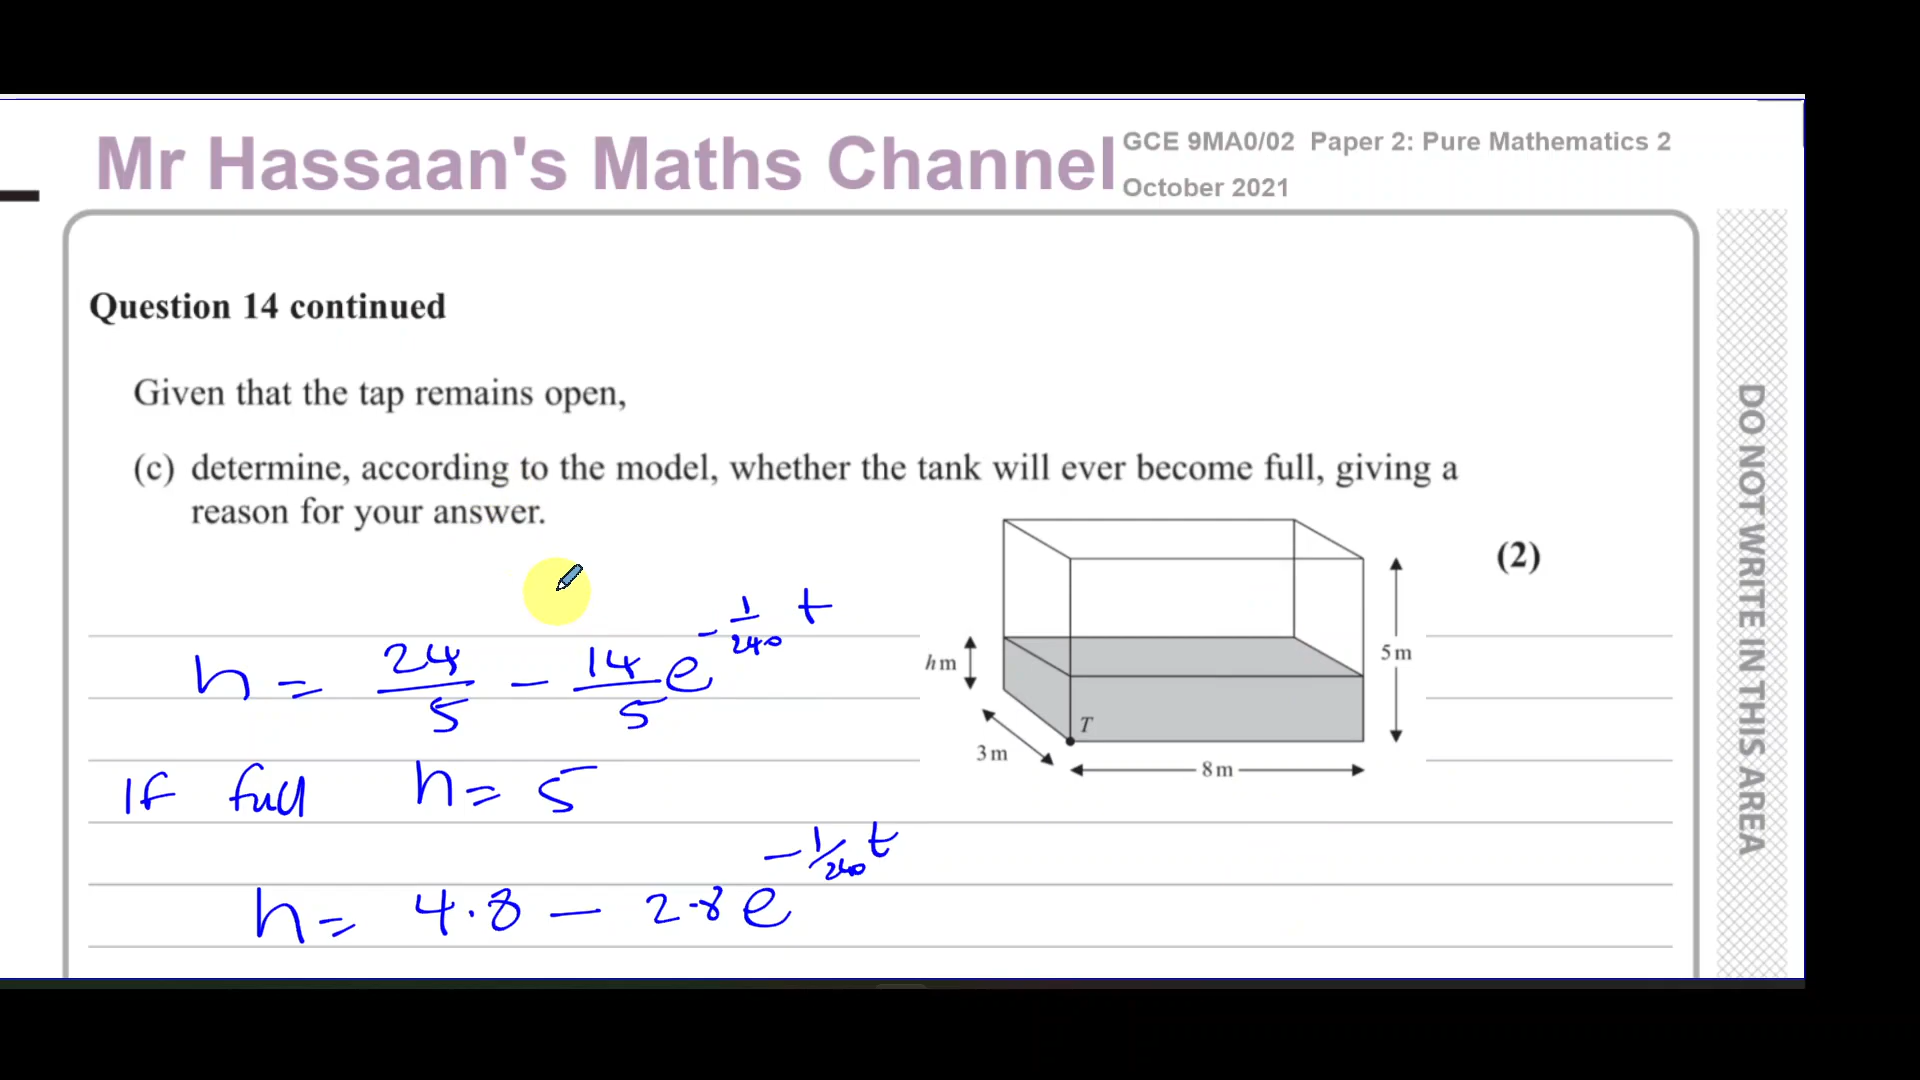 Mr Hassaan's Maths Channel
GCE 9MA0/02 Paper 2: Pure Mathematics 2
October 2021
Question 14 continued
Given that the tap remains open,
(c) determine, according to the model, whether the tank will ever become full, giving a
reason for your answer.
(2)
h = 24/5 - 14/5 e^(-1/240 t)
If full h = 5
h = 4.8 - 2.8 e^(-1/240 t)
h m
5 m
T
3 m
8 m
DO NOT WRITE IN THIS AREA